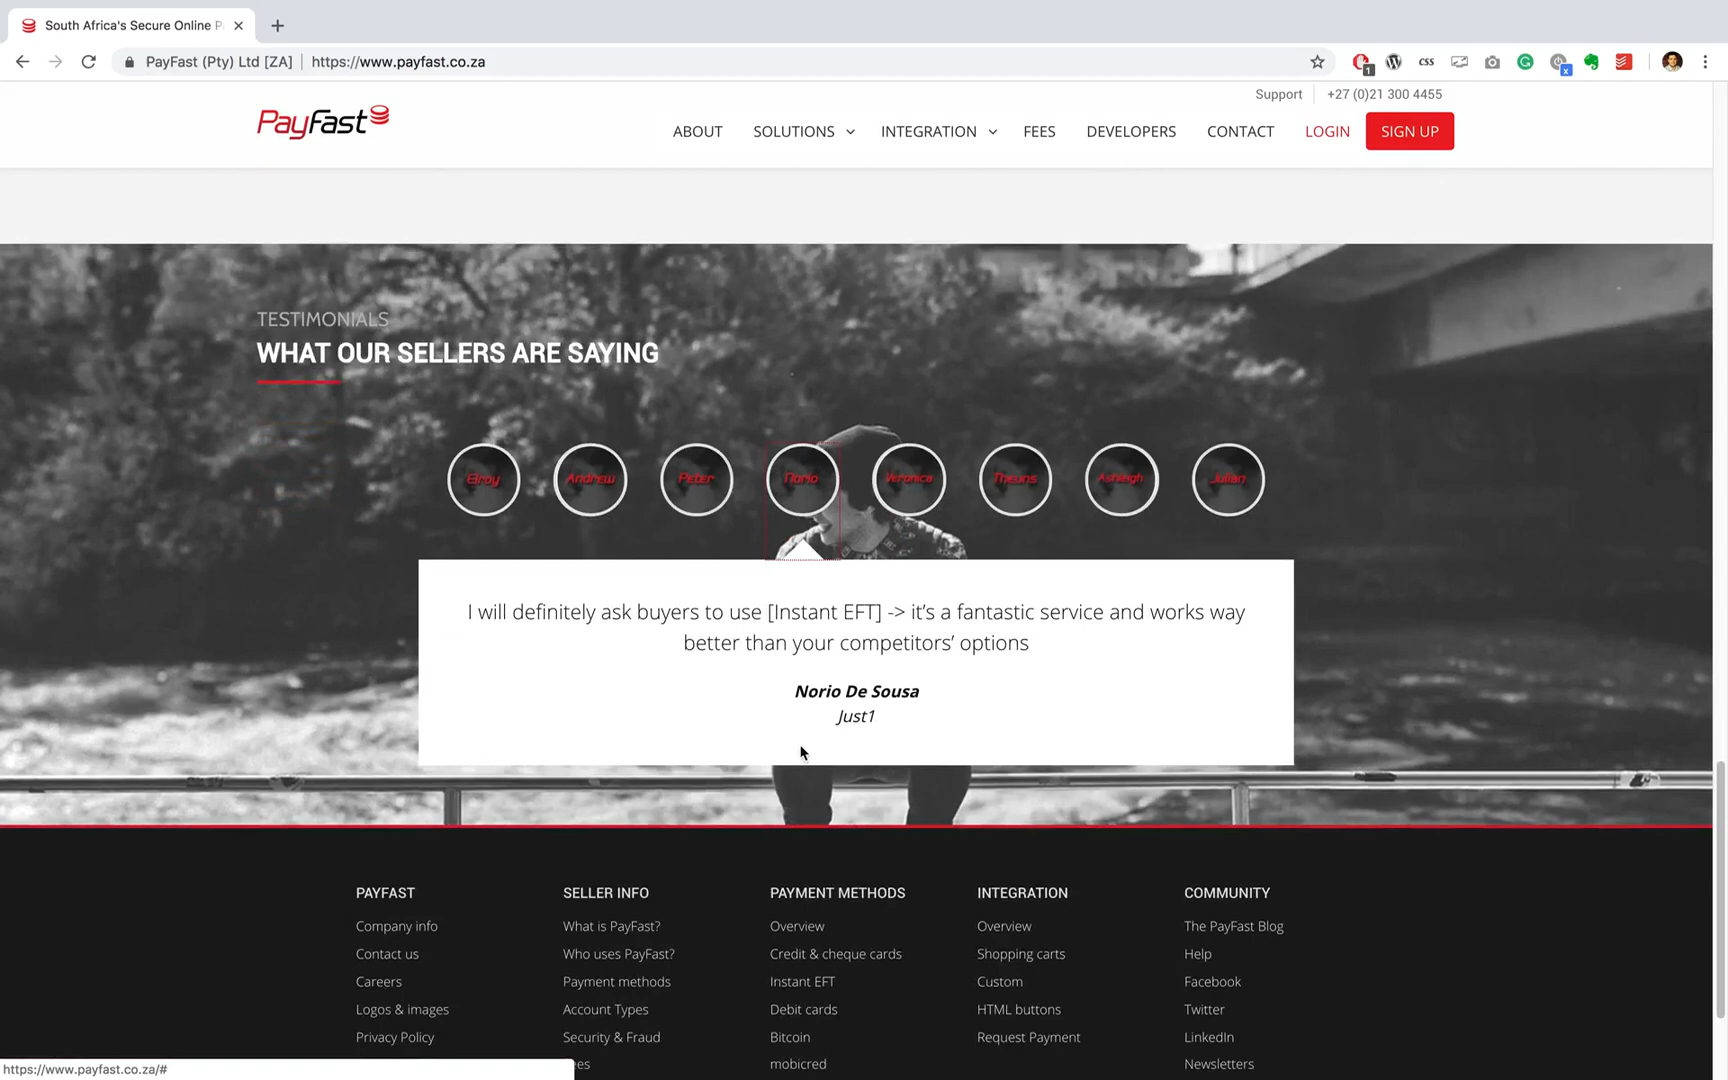 South Africa's Secure Online P
PayFast (Pty) Ltd [ZA]
https://www.payfast.co.za
1
css
x
Support
+27 (0)21 300 4455
PayFast
ABOUT
SOLUTIONS
INTEGRATION
FEES
DEVELOPERS
CONTACT
LOGIN
SIGN UP
TESTIMONIALS
WHAT OUR SELLERS ARE SAYING
Elroy
Andrew
Peter
Norio
Veronica
Theuns
Ashleigh
Julian
I will definitely ask buyers to use [Instant EFT] -> it’s a fantastic service and works way
better than your competitors’ options
Norio De Sousa
Just1
PAYFAST
Company info
Contact us
Careers
Logos & images
Privacy Policy
SELLER INFO
What is PayFast?
Who uses PayFast?
Payment methods
Account Types
Security & Fraud
ees
PAYMENT METHODS
Overview
Credit & cheque cards
Instant EFT
Debit cards
Bitcoin
mobicred
INTEGRATION
Overview
Shopping carts
Custom
HTML buttons
Request Payment
COMMUNITY
The PayFast Blog
Help
Facebook
Twitter
LinkedIn
Newsletters
https://www.payfast.co.za/#